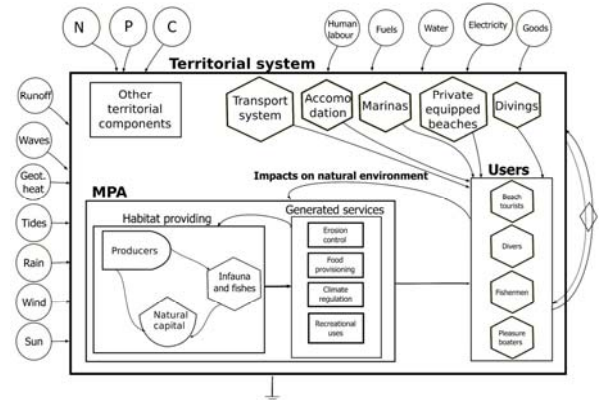 N
P
C
Human
labour
Fuels
Water
Electricity
Goods
Territorial system
Runoff
Waves
Geot.
heat
Tides
Rain
Wind
Sun
Other
territorial
components
Transport
system
Accomo
dation
Marinas
Private
equipped
beaches
Divings
Users
Beach
tourists
Divers
Fishermen
Pleasure
boaters
Impacts on natural environment
MPA
Habitat providing
Producers
Infauna
and fishes
Natural
capital
Generated services
Erosion
control
Food
provisioning
Climate
regulation
Recreational
uses